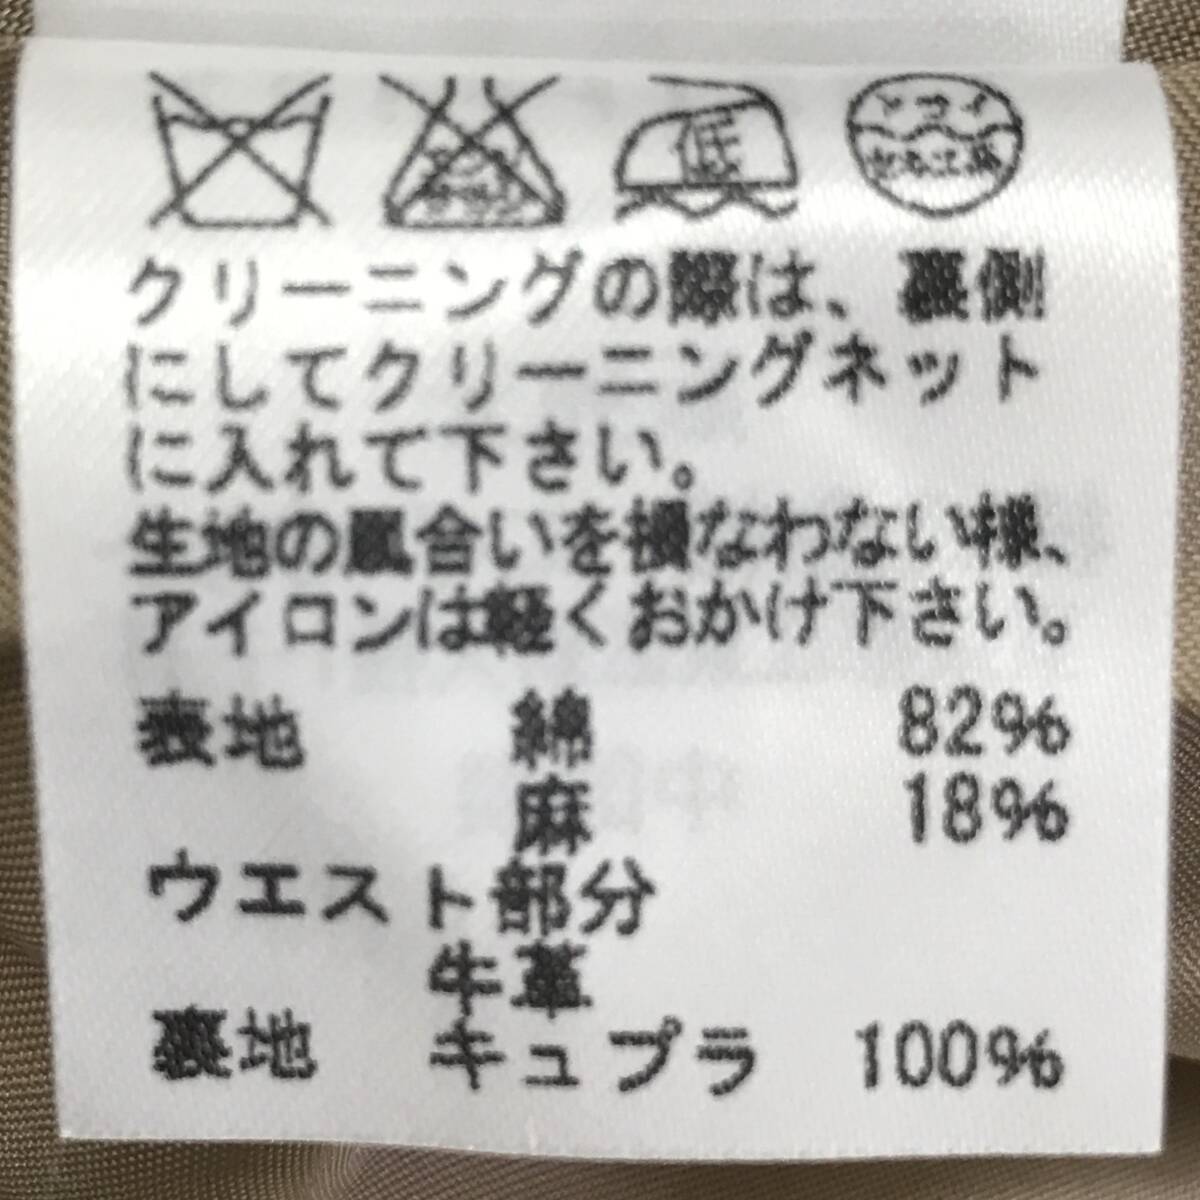 低
クリーニングの際は、裏側
にしてクリーニングネット
に入れて下さい。
生地の風合いを損なわない様、
アイロンは軽くおかけ下さい。
表地 綿 82%
麻 18%
ウエスト部分
牛革
裏地 キュプラ 100%